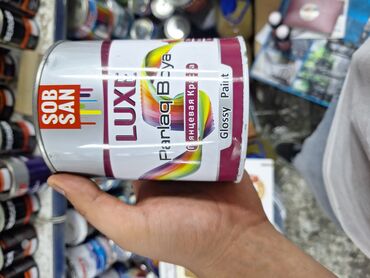 SOB
SAN
LUXE
Parlaq Boya
Глянцевая Краска
Glossy Paint